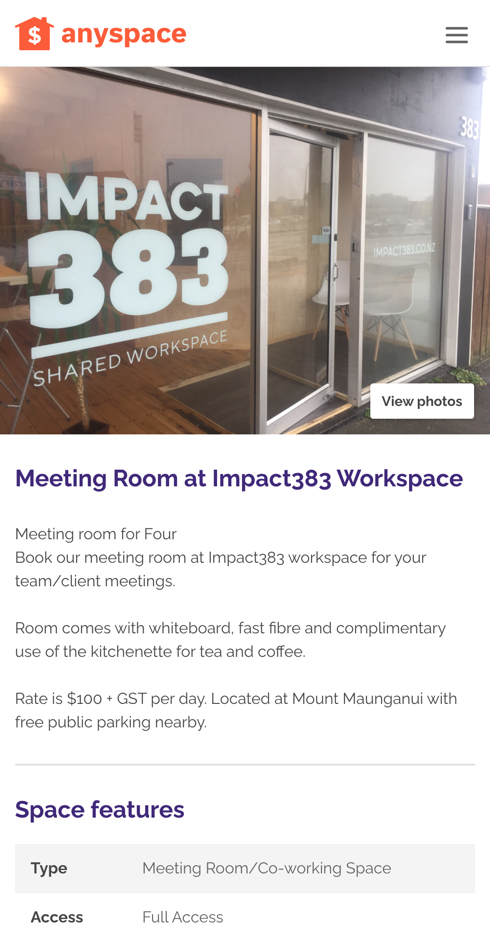 $ anyspace
383
IMPACT
383
SHARED WORKSPACE
IMPACT383.CO.NZ
View photos
Meeting Room at Impact383 Workspace
Meeting room for Four
Book our meeting room at Impact383 workspace for your
team/client meetings.
Room comes with whiteboard, fast fibre and complimentary
use of the kitchenette for tea and coffee.
Rate is $100 + GST per day. Located at Mount Maunganui with
free public parking nearby.
Space features
Type Meeting Room/Co-working Space
Access Full Access